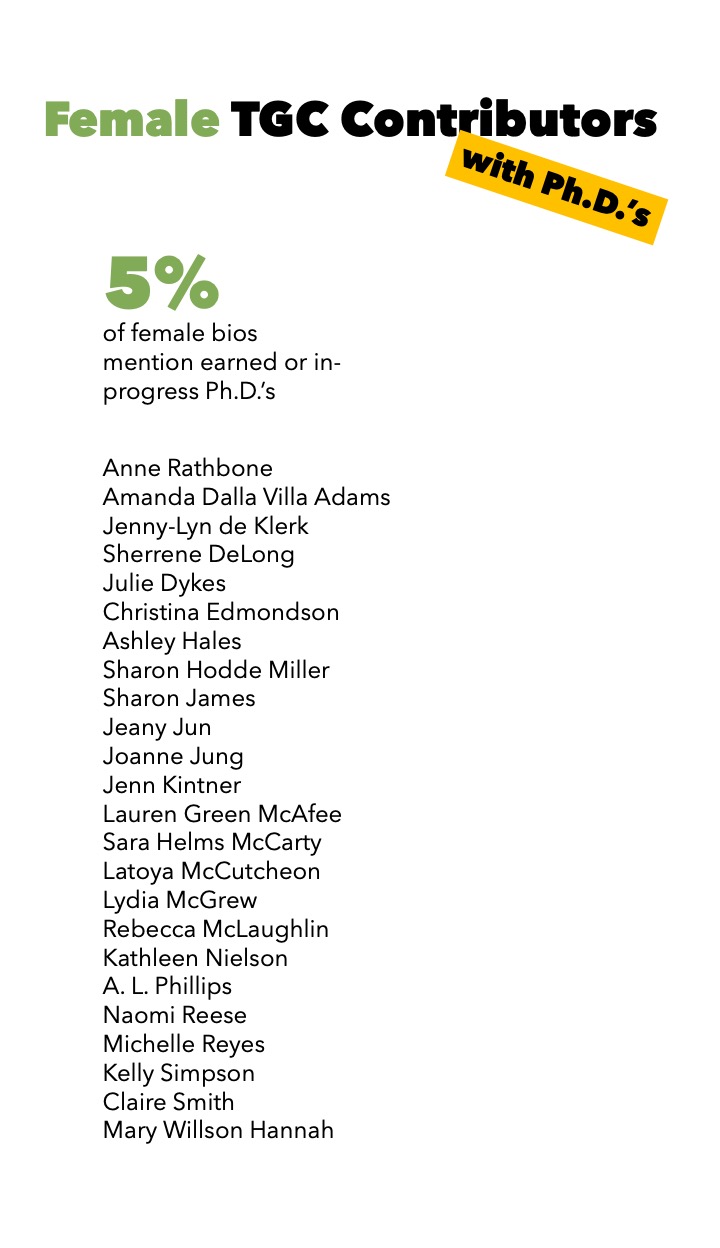 Female TGC Contributors
with Ph.D.'s
5%
of female bios
mention earned or in-
progress Ph.D.'s
Anne Rathbone
Amanda Dalla Villa Adams
Jenny-Lyn de Klerk
Sherrene DeLong
Julie Dykes
Christina Edmondson
Ashley Hales
Sharon Hodde Miller
Sharon James
Jeany Jun
Joanne Jung
Jenn Kintner
Lauren Green McAfee
Sara Helms McCarty
Latoya McCutcheon
Lydia McGrew
Rebecca McLaughlin
Kathleen Nielson
A. L. Phillips
Naomi Reese
Michelle Reyes
Kelly Simpson
Claire Smith
Mary Willson Hannah